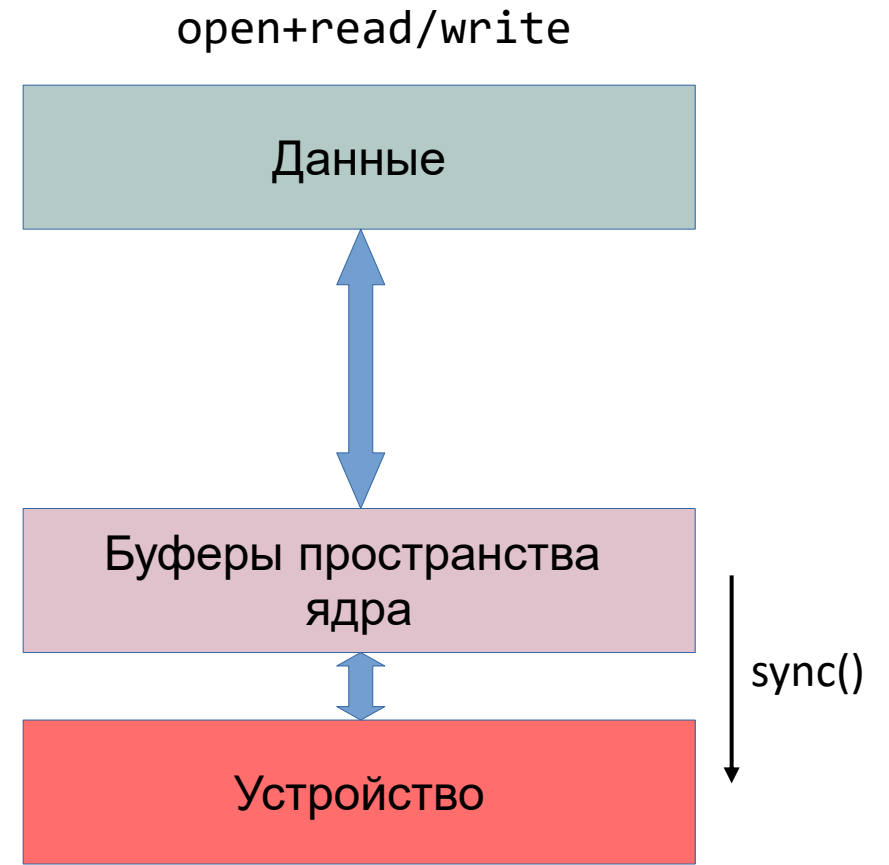 open+read/write
Данные
Буферы пространства
ядра
sync()
Устройство